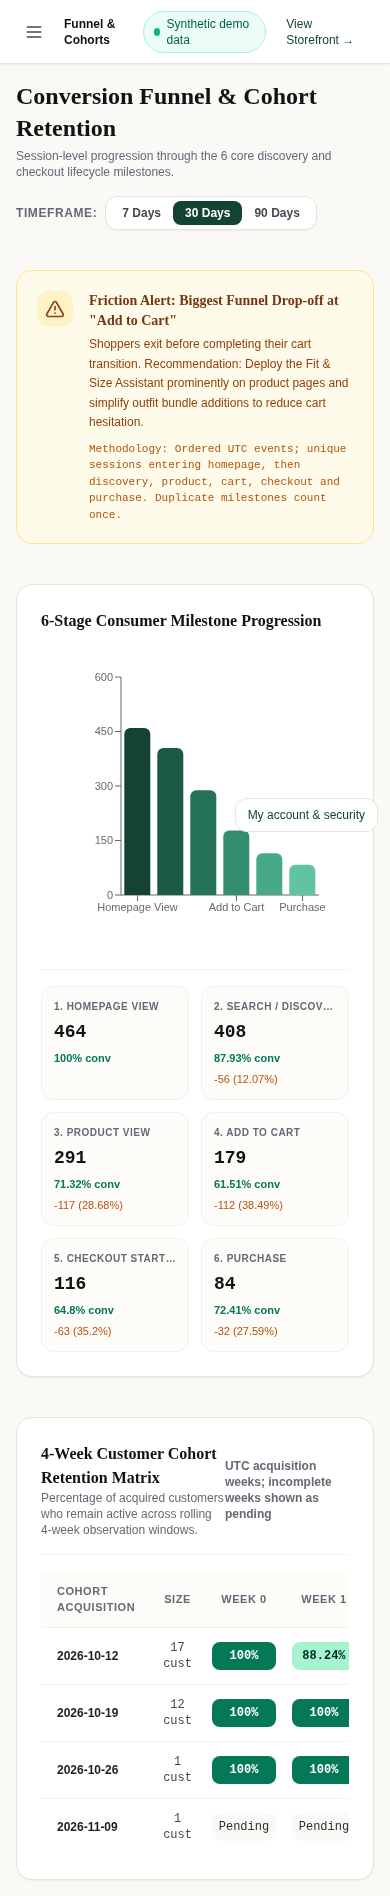 Funnel & Cohorts
Synthetic demo data
View Storefront →
Conversion Funnel & Cohort
Retention
Session-level progression through the 6 core discovery and
checkout lifecycle milestones.
TIMEFRAME: 7 Days 30 Days 90 Days
Friction Alert: Biggest Funnel Drop-off at
"Add to Cart"
Shoppers exit before completing their cart
transition. Recommendation: Deploy the Fit &
Size Assistant prominently on product pages and
simplify outfit bundle additions to reduce cart
hesitation.
Methodology: Ordered UTC events; unique
sessions entering homepage, then
discovery, product, cart, checkout and
purchase. Duplicate milestones count
once.
6-Stage Consumer Milestone Progression
600
450
300
150
0
Homepage View Add to Cart Purchase
My account & security
1. HOMEPAGE VIEW
464
100% conv
2. SEARCH / DISCOV…
408
87.93% conv
-56 (12.07%)
3. PRODUCT VIEW
291
71.32% conv
-117 (28.68%)
4. ADD TO CART
179
61.51% conv
-112 (38.49%)
5. CHECKOUT START…
116
64.8% conv
-63 (35.2%)
6. PURCHASE
84
72.41% conv
-32 (27.59%)
4-Week Customer Cohort
Retention Matrix
Percentage of acquired customers
who remain active across rolling
4-week observation windows.
UTC acquisition
weeks; incomplete
weeks shown as
pending
COHORT ACQUISITION SIZE WEEK 0 WEEK 1
2026-10-12 17 cust 100% 88.24%
2026-10-19 12 cust 100% 100%
2026-10-26 1 cust 100% 100%
2026-11-09 1 cust Pending Pending